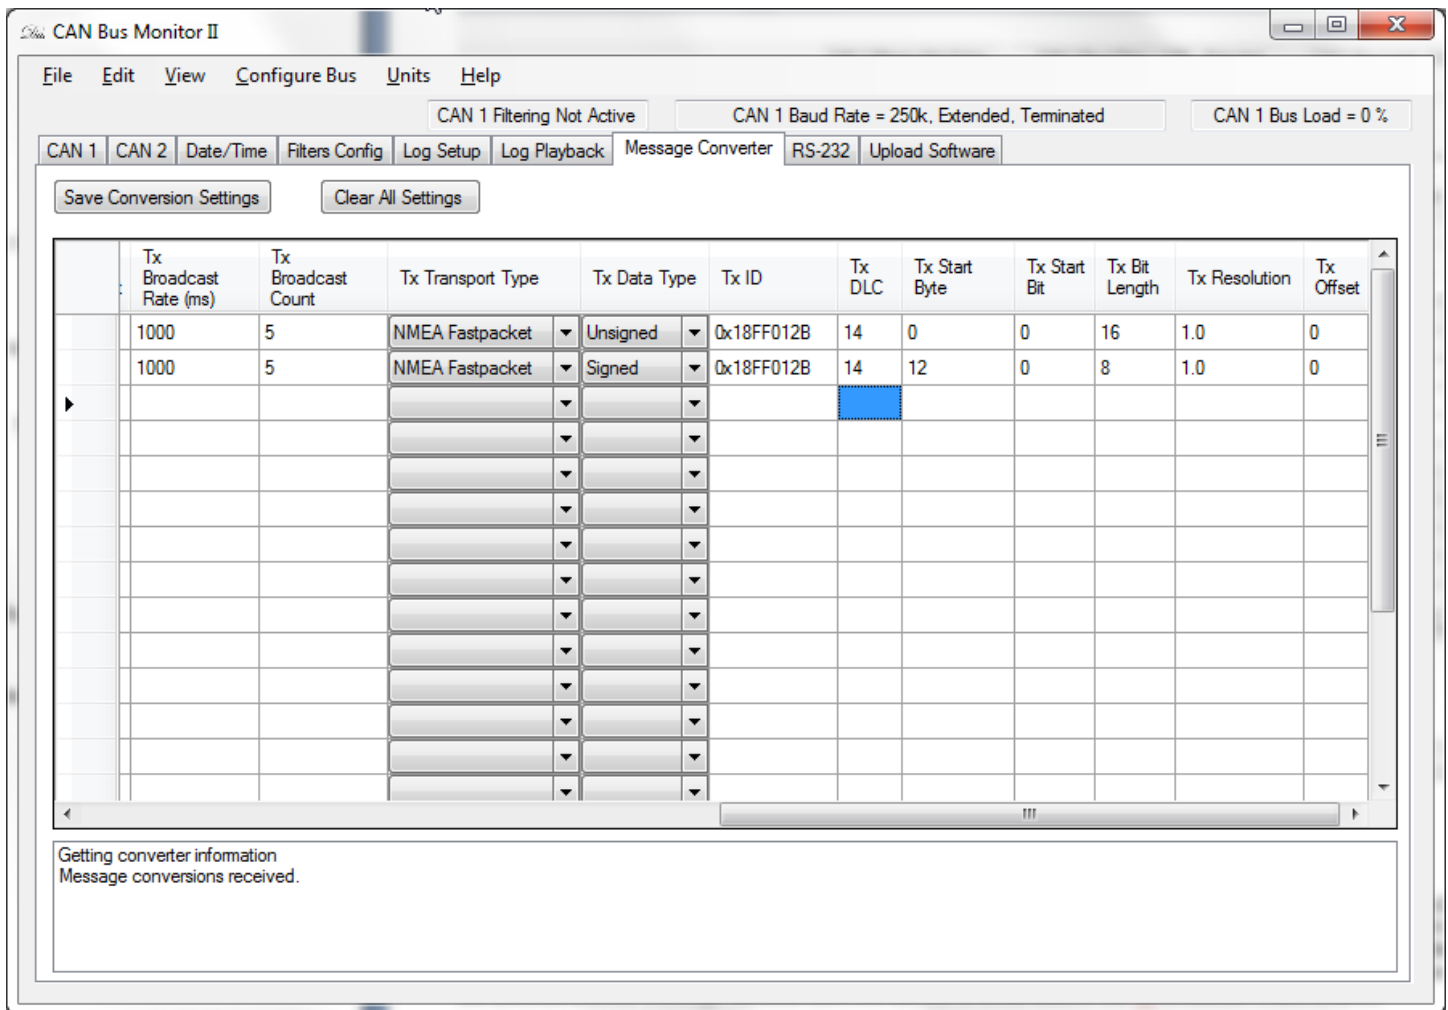 CAN Bus Monitor II
File Edit View Configure Bus Units Help
CAN 1 Filtering Not Active CAN 1 Baud Rate = 250k, Extended, Terminated CAN 1 Bus Load = 0 %
CAN 1 CAN 2 Date/Time Filters Config Log Setup Log Playback Message Converter RS-232 Upload Software
Save Conversion Settings Clear All Settings
Tx Broadcast Rate (ms) Tx Broadcast Count Tx Transport Type Tx Data Type Tx ID Tx DLC Tx Start Byte Tx Start Bit Tx Bit Length Tx Resolution Tx Offset
1000 5 NMEA Fastpacket Unsigned 0x18FF012B 14 0 0 16 1.0 0
1000 5 NMEA Fastpacket Signed 0x18FF012B 14 12 0 8 1.0 0
Getting converter information
Message conversions received.